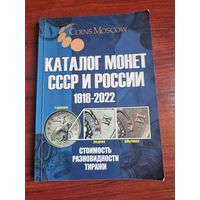 COINS MOSCOW
КАТАЛОГ МОНЕТ
СССР И РОССИИ
1918-2022
СТОИМОСТЬ
РАЗНОВИДНОСТИ
ТИРАЖИ